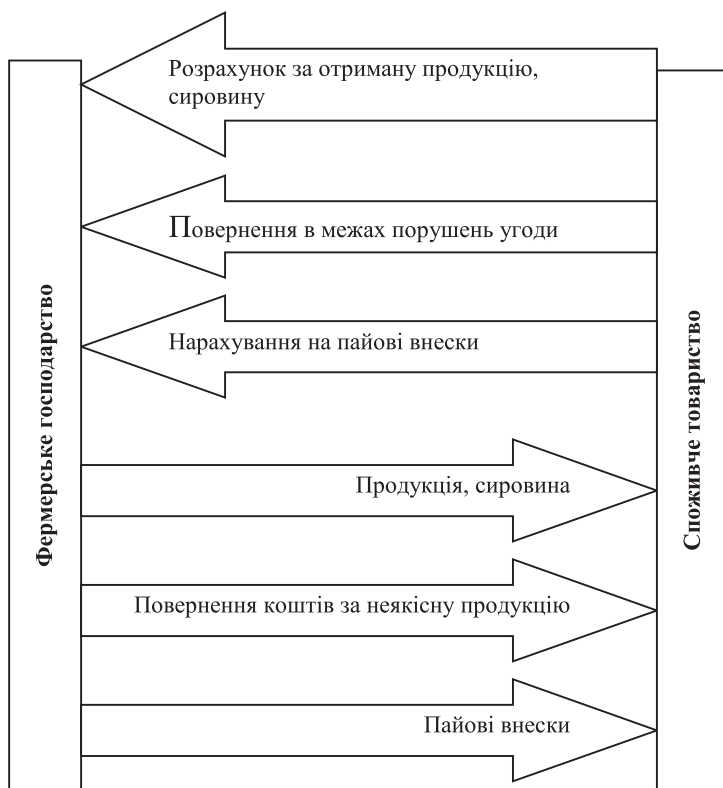 Розрахунок за отриману продукцію,
сировину
Повернення в межах порушень угоди
Нарахування на пайові внески
Фермерське господарство
Споживче товариство
Продукція, сировина
Повернення коштів за неякісну продукцію
Пайові внески